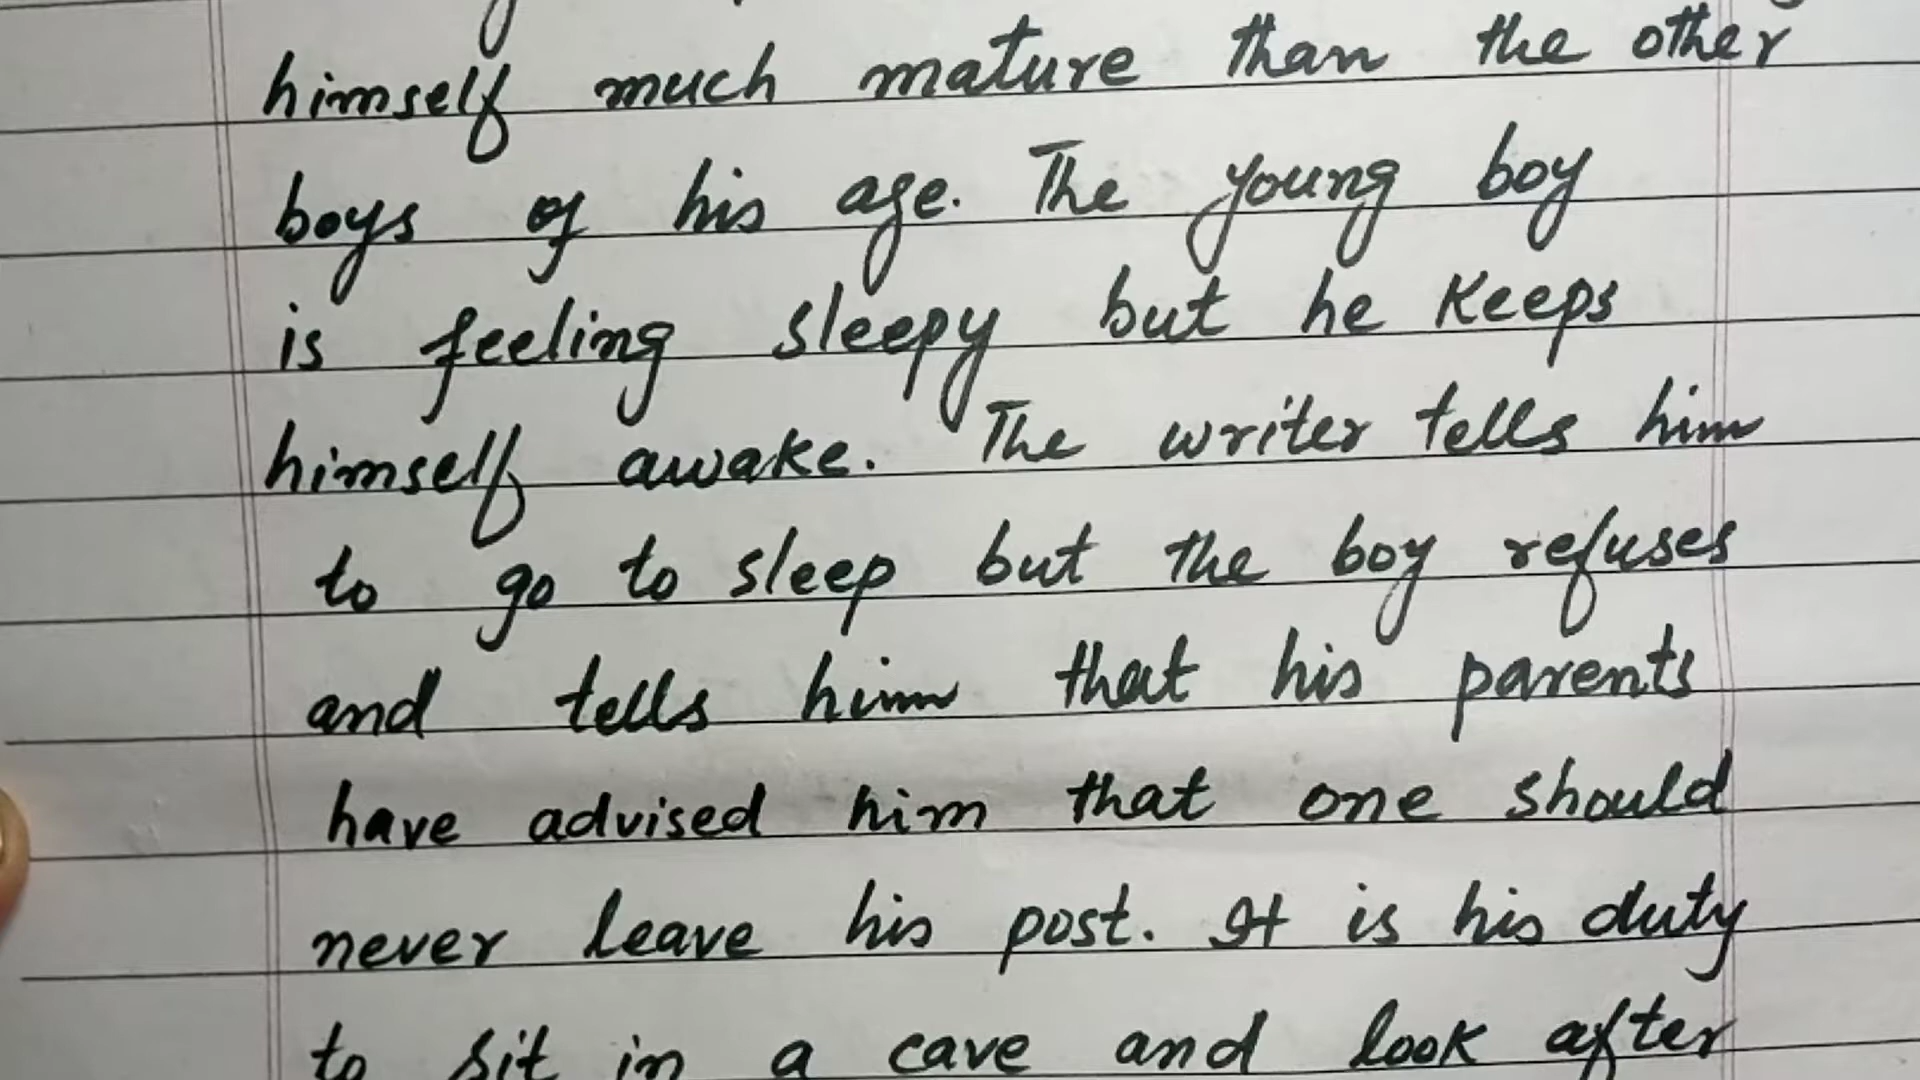 himself much mature than the other
boys of his age. The young boy
is feeling sleepy but he keeps
himself awake. The writer tells him
to go to sleep but the boy refuses
and tells him that his parents
have advised him that one should
never leave his post. It is his duty
to sit in a cave and look after